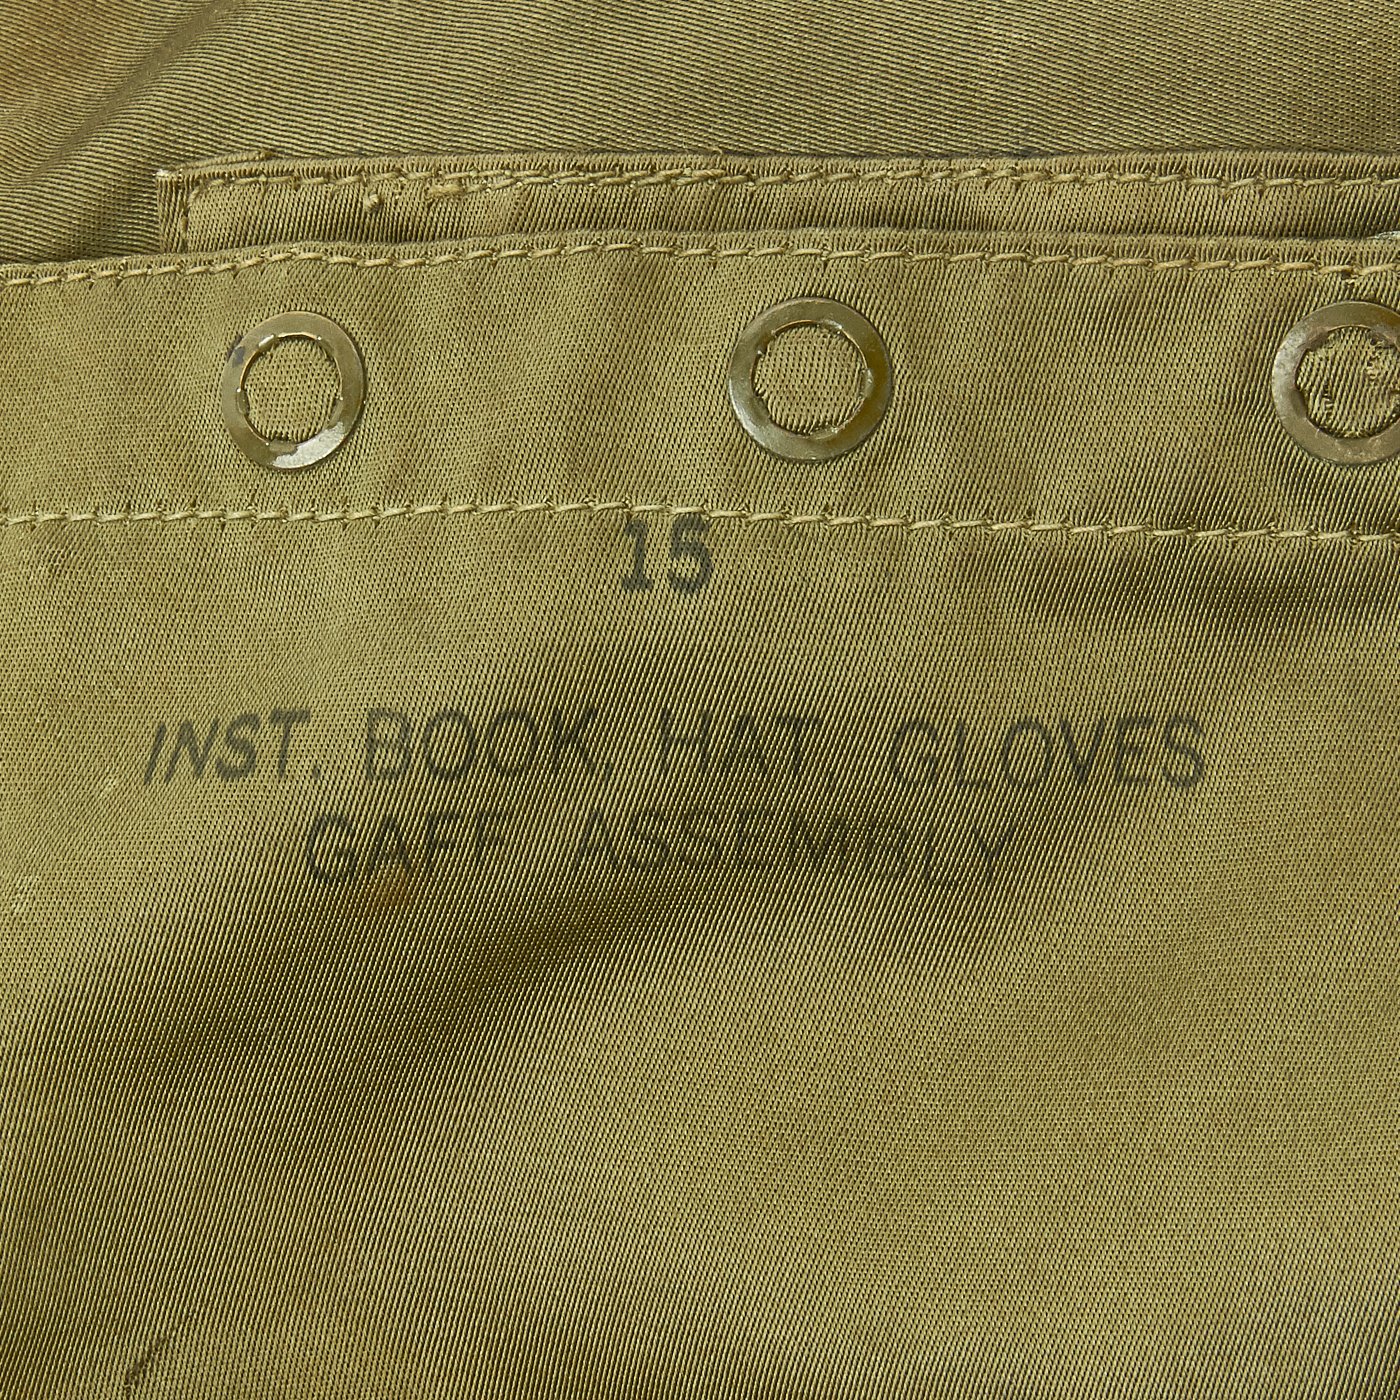 15
INST. BOOK, HAT, GLOVES
GAFF ASSEMBLY